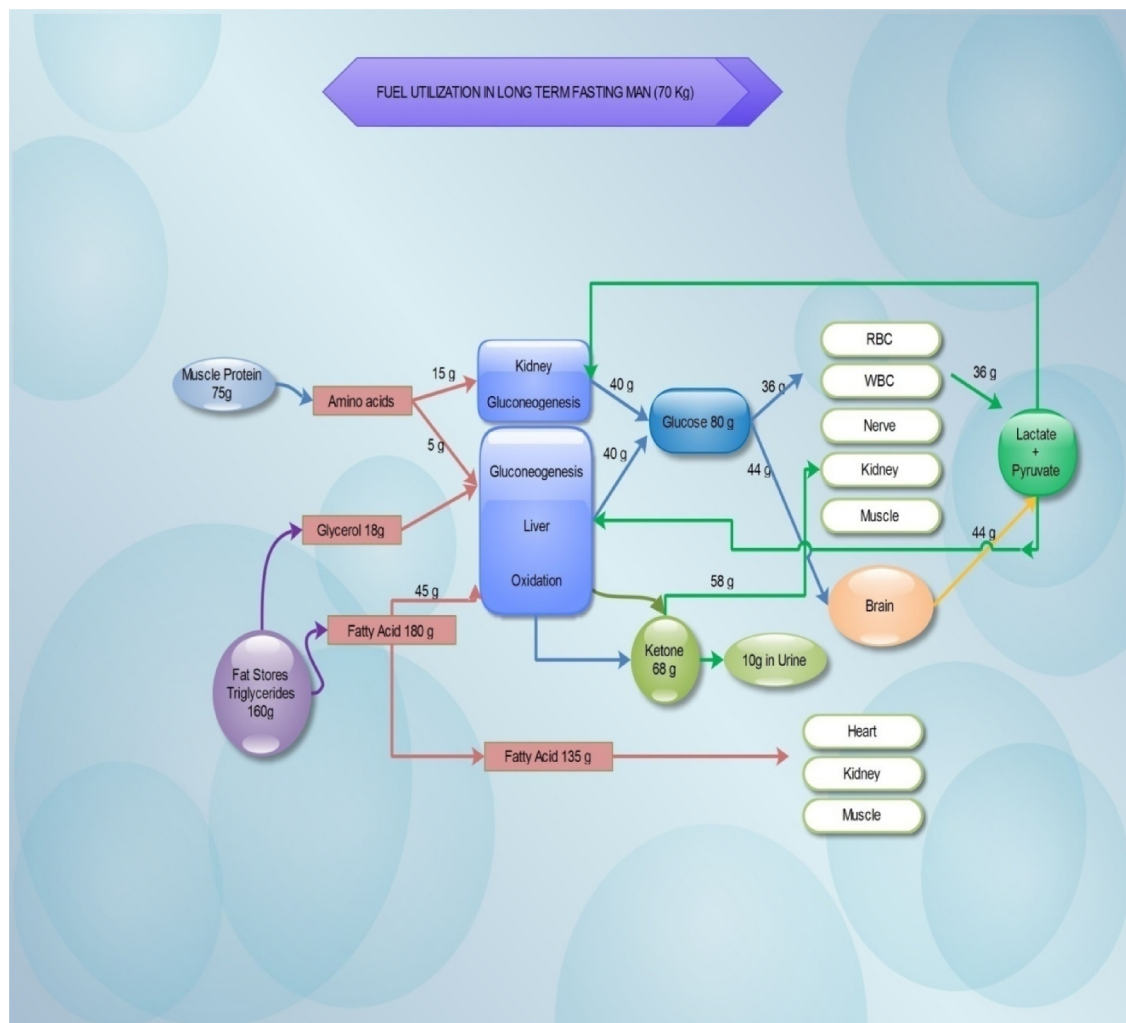 FUEL UTILIZATION IN LONG TERM FASTING MAN (70 Kg)
RBC
Kidney
Gluconeogenesis
15 g
40 g
36 g
36 g
Muscle Protein
75g
WBC
Amino acids
Glucose 80 g
Nerve
Lactate
+
Pyruvate
5 g
40 g
44 g
Gluconeogenesis
Liver
Oxidation
Kidney
Muscle
Glycerol 18g
44 g
45 g
58 g
Brain
Fatty Acid 180 g
Ketone
68 g
10g in Urine
Fat Stores
Triglycerides
160g
Fatty Acid 135 g
Heart
Kidney
Muscle